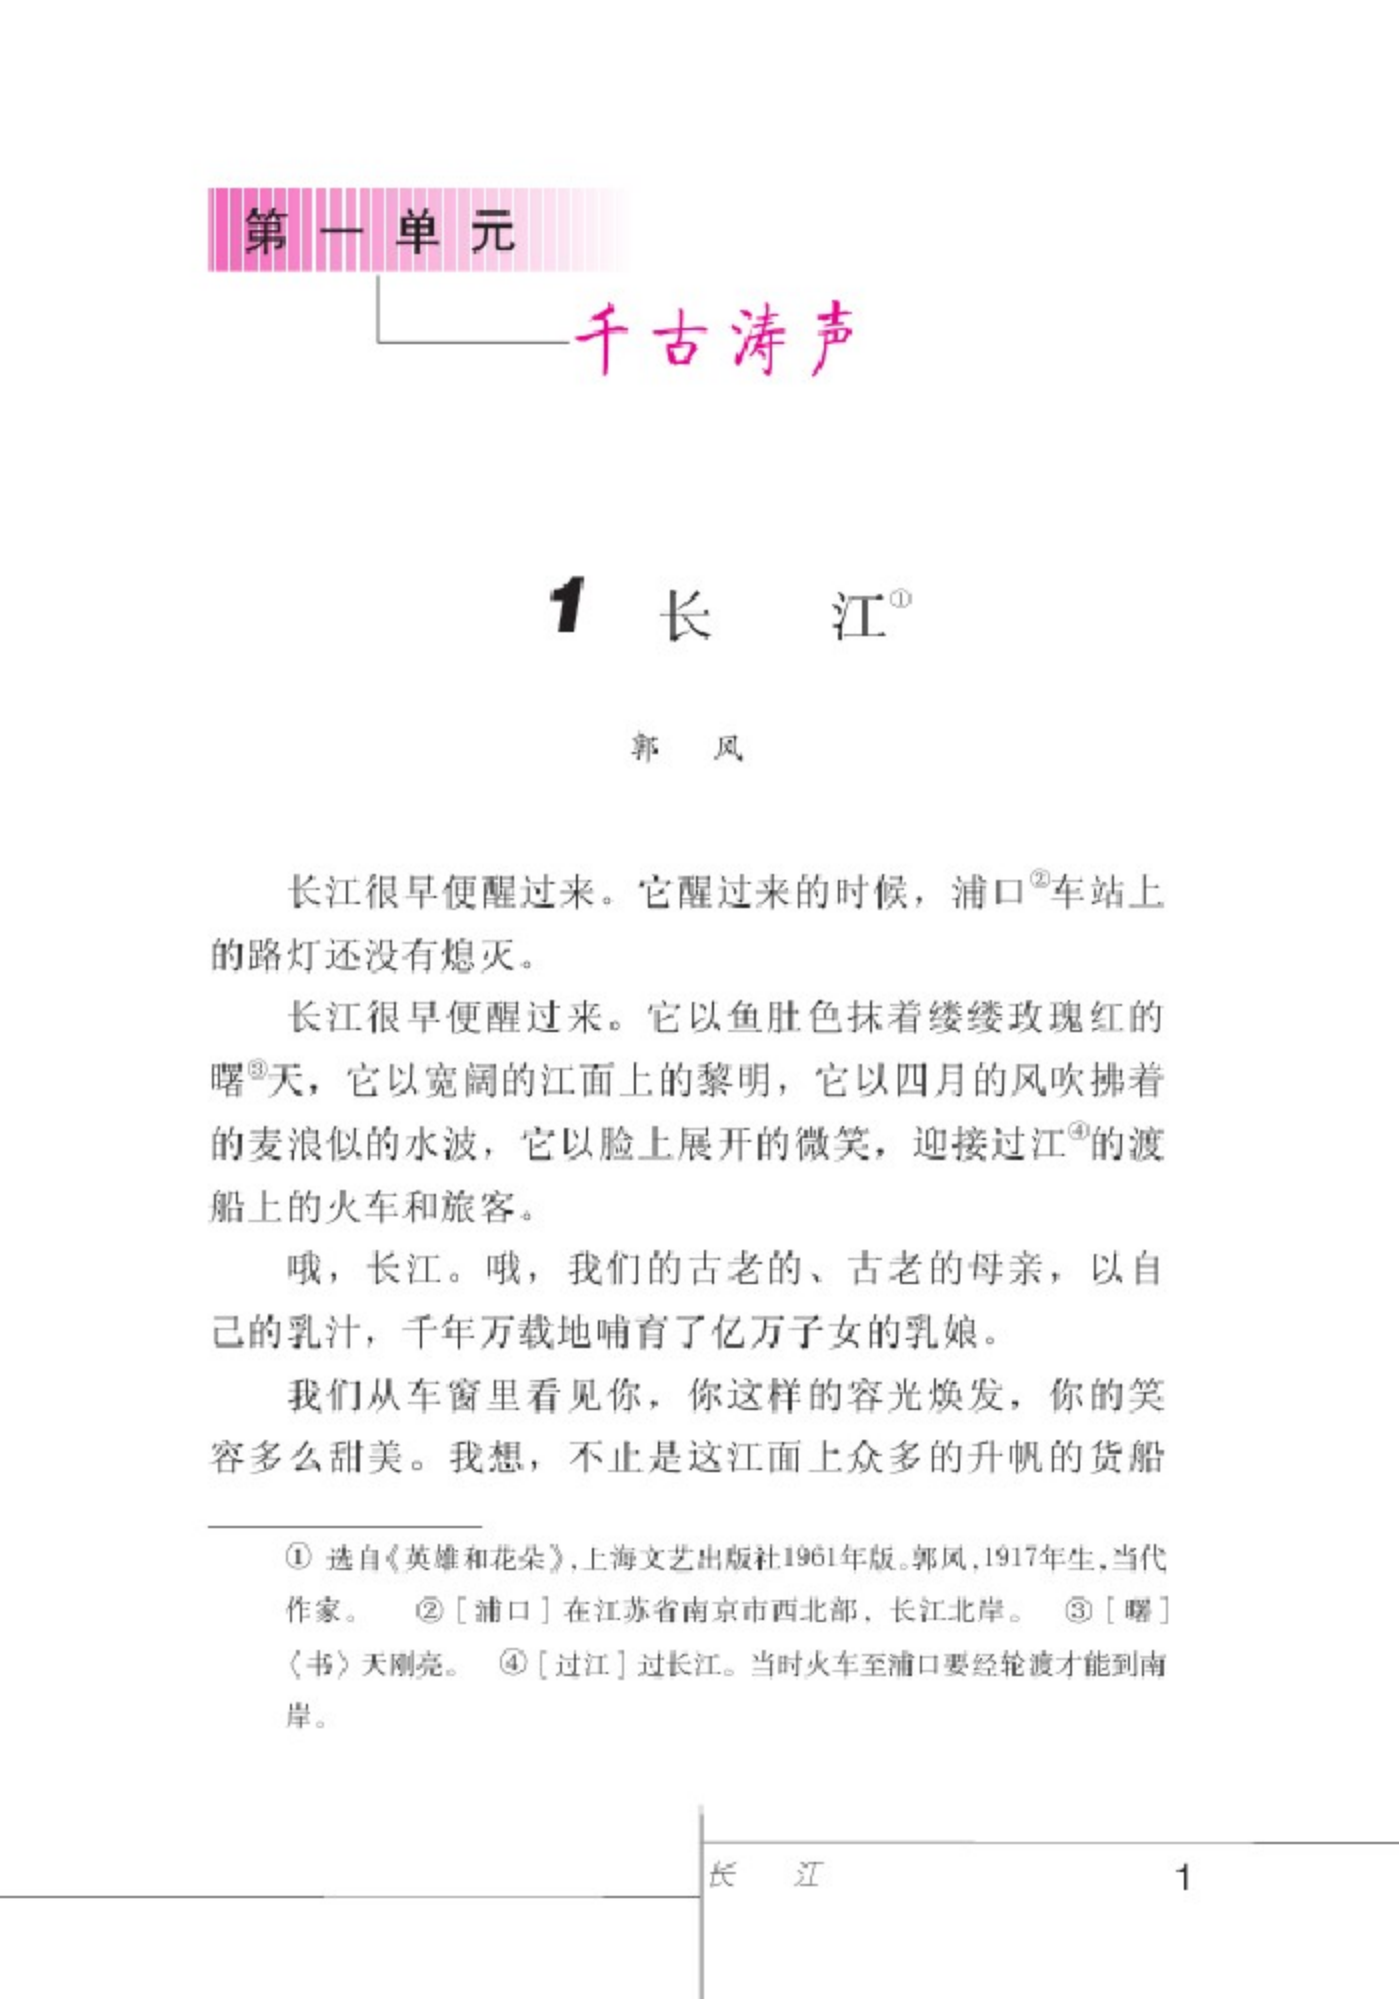 第一单元
千古涛声
1 长 江①
郭 风
长江很早便醒过来。它醒过来的时候，浦口②车站上
的路灯还没有熄灭。
长江很早便醒过来。它以鱼肚色抹着缕缕玫瑰红的
曙③天，它以宽阔的江面上的黎明，它以四月的风吹拂着
的麦浪似的水波，它以脸上展开的微笑，迎接过江④的渡
船上的火车和旅客。
哦，长江。哦，我们的古老的、古老的母亲，以自
己的乳汁，千年万载地哺育了亿万子女的乳娘。
我们从车窗里看见你，你这样的容光焕发，你的笑
容多么甜美。我想，不止是这江面上众多的升帆的货船
① 选自《英雄和花朵》，上海文艺出版社1961年版。郭风，1917年生，当代
作家。 ②［浦口］在江苏省南京市西北部，长江北岸。 ③［曙］
〈书〉天刚亮。 ④［过江］过长江。当时火车至浦口要经轮渡才能到南
岸。
长 江 1